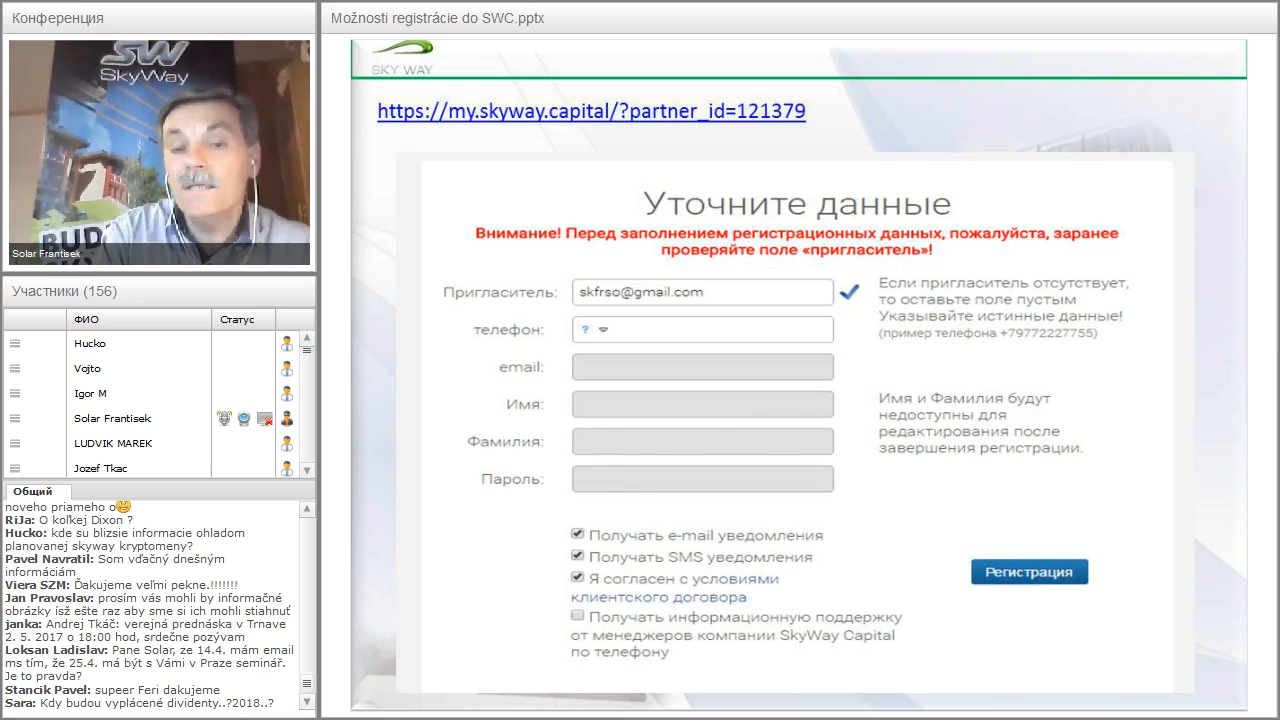 Конференция
SW
SkyWay
BUD
Solar Frantisek
Участники (156)
ФИО
Статус
Hucko
Vojto
Igor M
Solar Frantisek
LUDVIK MAREK
Jozef Tkac
Общий
noveho priameho o
RiJa: O koľkej Dixon ?
Hucko: kde su blizsie informacie ohladom
planovanej skyway kryptomeny?
Pavel Navratil: Som vďačný dnešným
informáciám
Viera SZM: Ďakujeme veľmi pekne.!!!!!!!
Jan Pravoslav: prosím vás mohli by informačné
obrázky ísž ešte raz aby sme si ich mohli stiahnuť
janka: Andrej Tkáč: verejná prednáska v Trnave
2. 5. 2017 o 18:00 hod, srdečne pozývam
Loksan Ladislav: Pane Solar, ze 14.4. mám email
ms tím, že 25.4. má být s Vámi v Praze seminář.
Je to pravda?
Stancik Pavel: supeer Feri dakujeme
Sara: Kdy budou vyplácené dividenty..?2018..?
Možnosti registrácie do SWC.pptx
SKY WAY
https://my.skyway.capital/?partner_id=121379
Уточните данные
Внимание! Перед заполнением регистрационных данных, пожалуйста, заранее
проверяйте поле «пригласитель»!
Пригласитель: skfrso@gmail.com
телефон: ?
email:
Имя:
Фамилия:
Пароль:
Если пригласитель отсутствует,
то оставьте поле пустым
Указывайте истинные данные!
(пример телефона +79772227755)
Имя и Фамилия будут
недоступны для
редактирования после
завершения регистрации.
Получать e-mail уведомления
Получать SMS уведомления
Я согласен с условиями
клиентского договора
Получать информационную поддержку
от менеджеров компании SkyWay Capital
по телефону
Регистрация